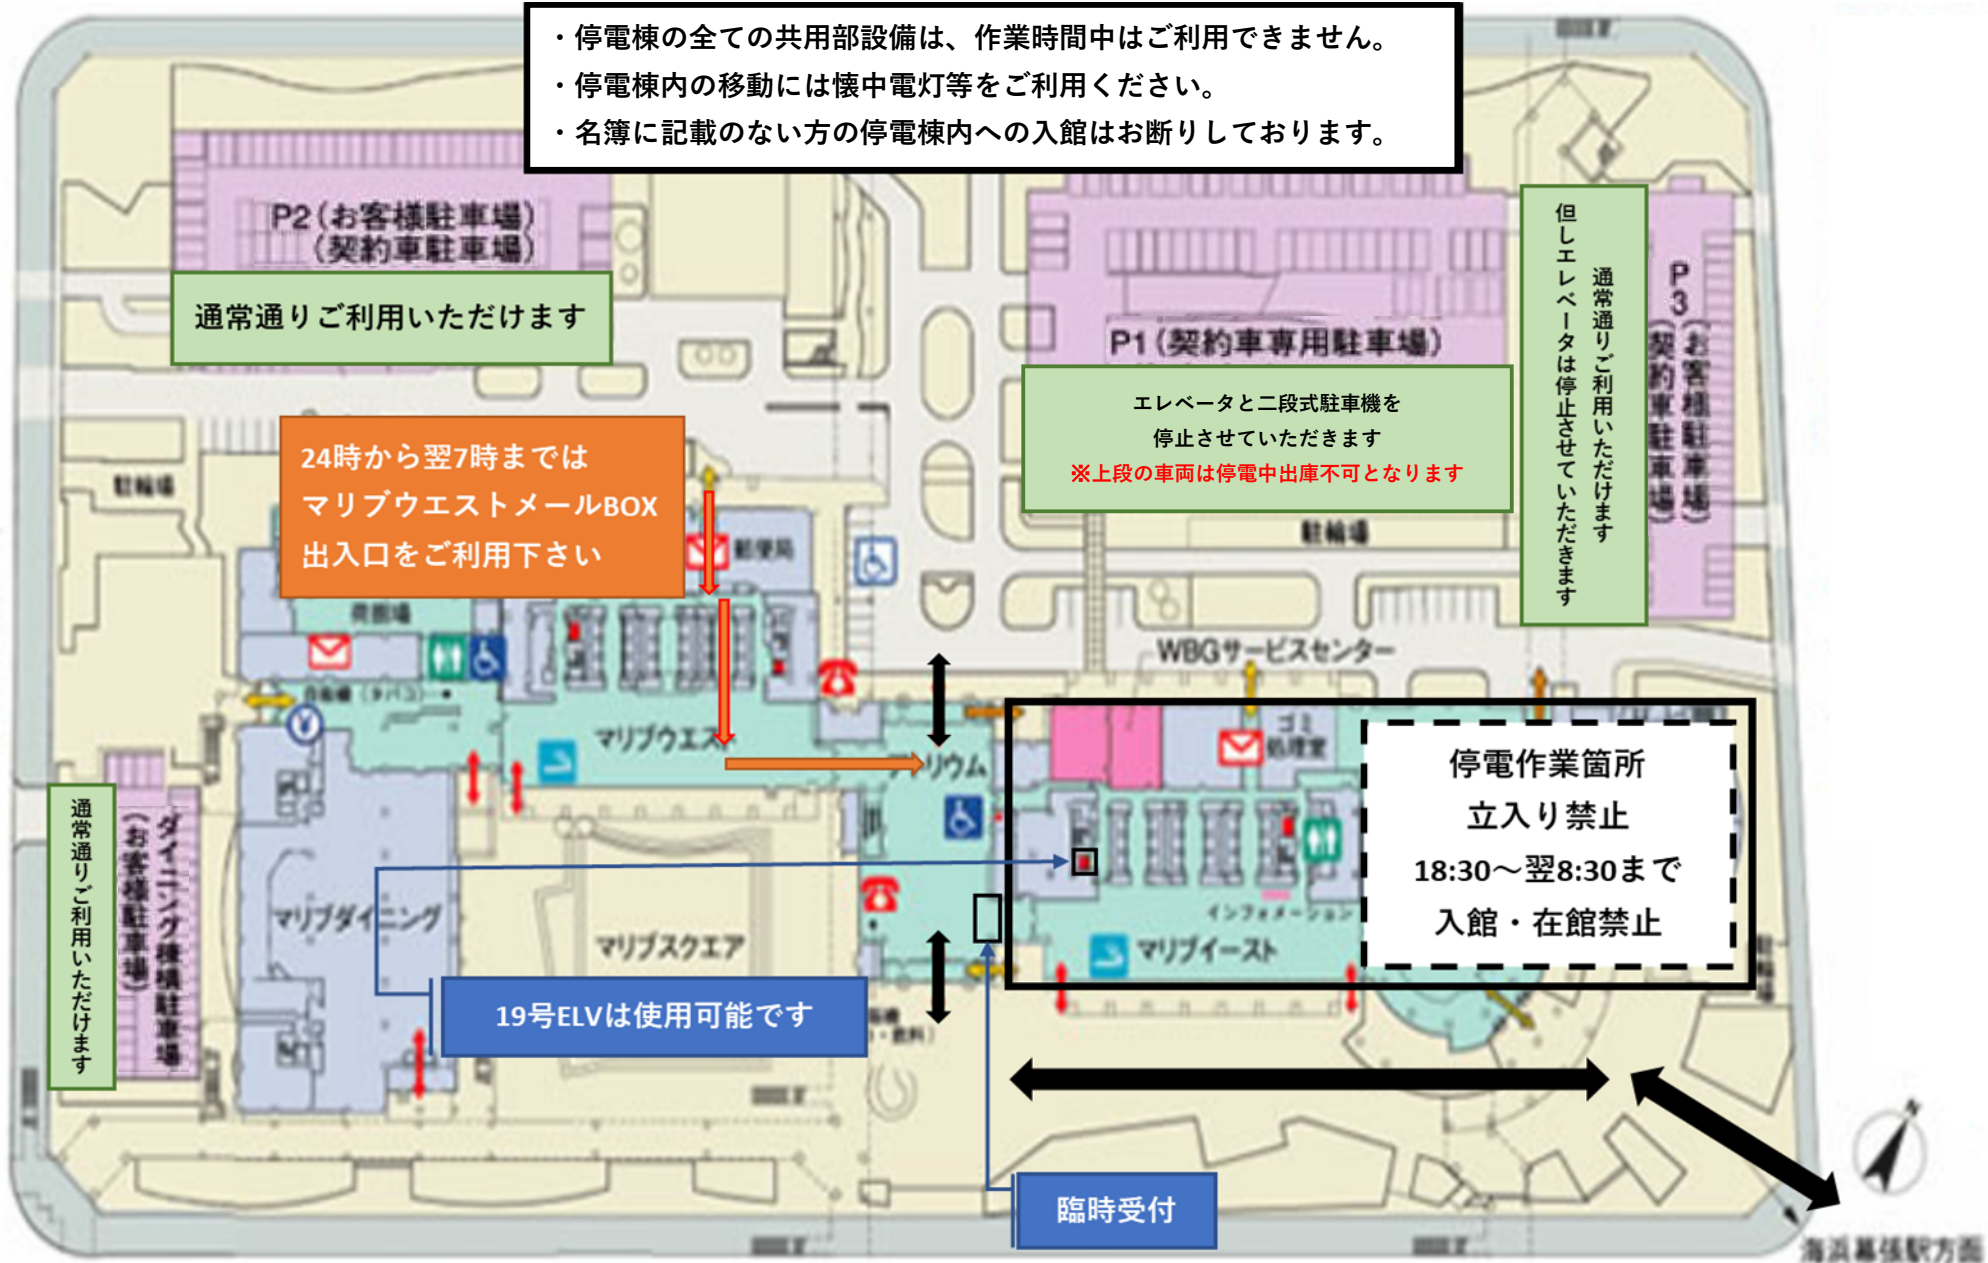 ・停電棟の全ての共用部設備は、作業時間中はご利用できません。
・停電棟内の移動には懐中電灯等をご利用ください。
・名簿に記載のない方の停電棟内への入館はお断りしております。
P2(お客様駐車場)
(契約車駐車場)
通常通りご利用いただけます
P1(契約車専用駐車場)
エレベータと二段式駐車機を
停止させていただきます
※上段の車両は停電中出庫不可となります
通常通りご利用いただけます
但しエレベータは停止させていただきます
P3(お客様駐車場)
(契約車駐車場)
24時から翌7時までは
マリブウエストメールBOX
出入口をご利用下さい
駐輪場
郵便局
駐輪場
荷捌場
自販機(タバコ)
WBGサービスセンター
マリブウエスト
ゴミ
処理室
停電作業箇所
立入り禁止
18:30〜翌8:30まで
入館・在館禁止
通常通りご利用いただけます
ダイニング棟横駐車場
(お客様駐車場)
マリブダイニング
マリブスクエア
インフォメーション
マリブイースト
駐輪場
19号ELVは使用可能です
臨時受付
N
海浜幕張駅方面